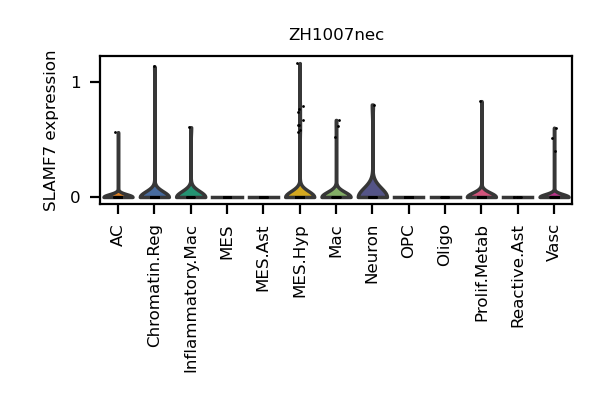 ZH1007nec
SLAMF7 expression
1
0
AC
Chromatin.Reg
Inflammatory.Mac
MES
MES.Ast
MES.Hyp
Mac
Neuron
OPC
Oligo
Prolif.Metab
Reactive.Ast
Vasc